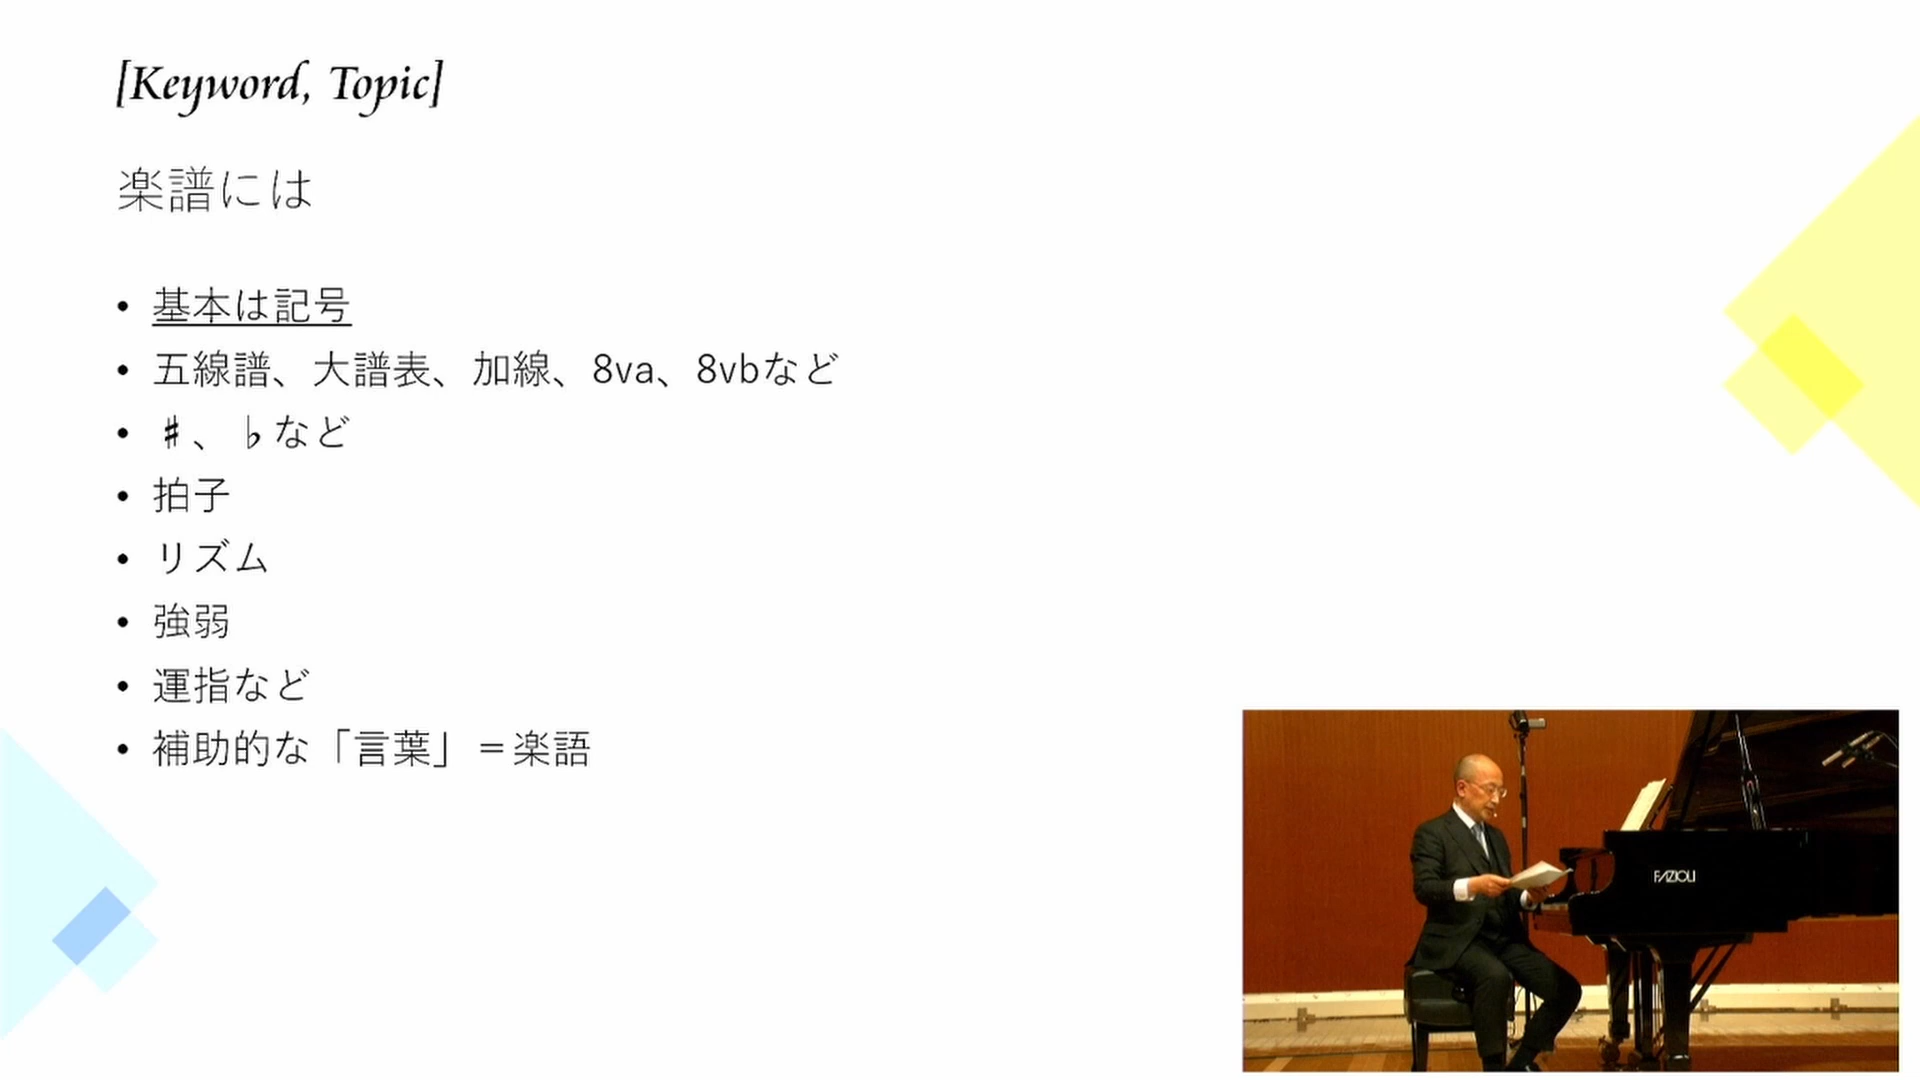 [Keyword, Topic]
楽譜には
• 基本は記号
• 五線譜、大譜表、加線、8va、8vbなど
• ♯、♭など
• 拍子
• リズム
• 強弱
• 運指など
• 補助的な「言葉」＝楽語
FAZIOLI